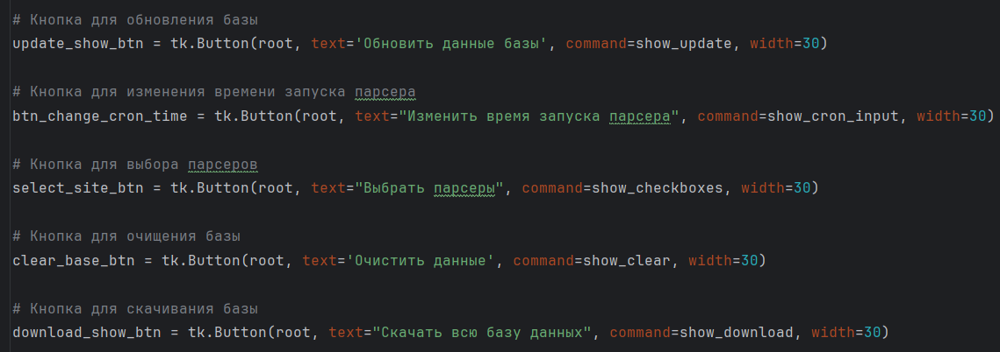 # Кнопка для обновления базы
update_show_btn = tk.Button(root, text='Обновить данные базы', command=show_update, width=30)
# Кнопка для изменения времени запуска парсера
btn_change_cron_time = tk.Button(root, text="Изменить время запуска парсера", command=show_cron_input, width=30)
# Кнопка для выбора парсеров
select_site_btn = tk.Button(root, text="Выбрать парсеры", command=show_checkboxes, width=30)
# Кнопка для очищения базы
clear_base_btn = tk.Button(root, text='Очистить данные', command=show_clear, width=30)
# Кнопка для скачивания базы
download_show_btn = tk.Button(root, text="Скачать всю базу данных", command=show_download, width=30)